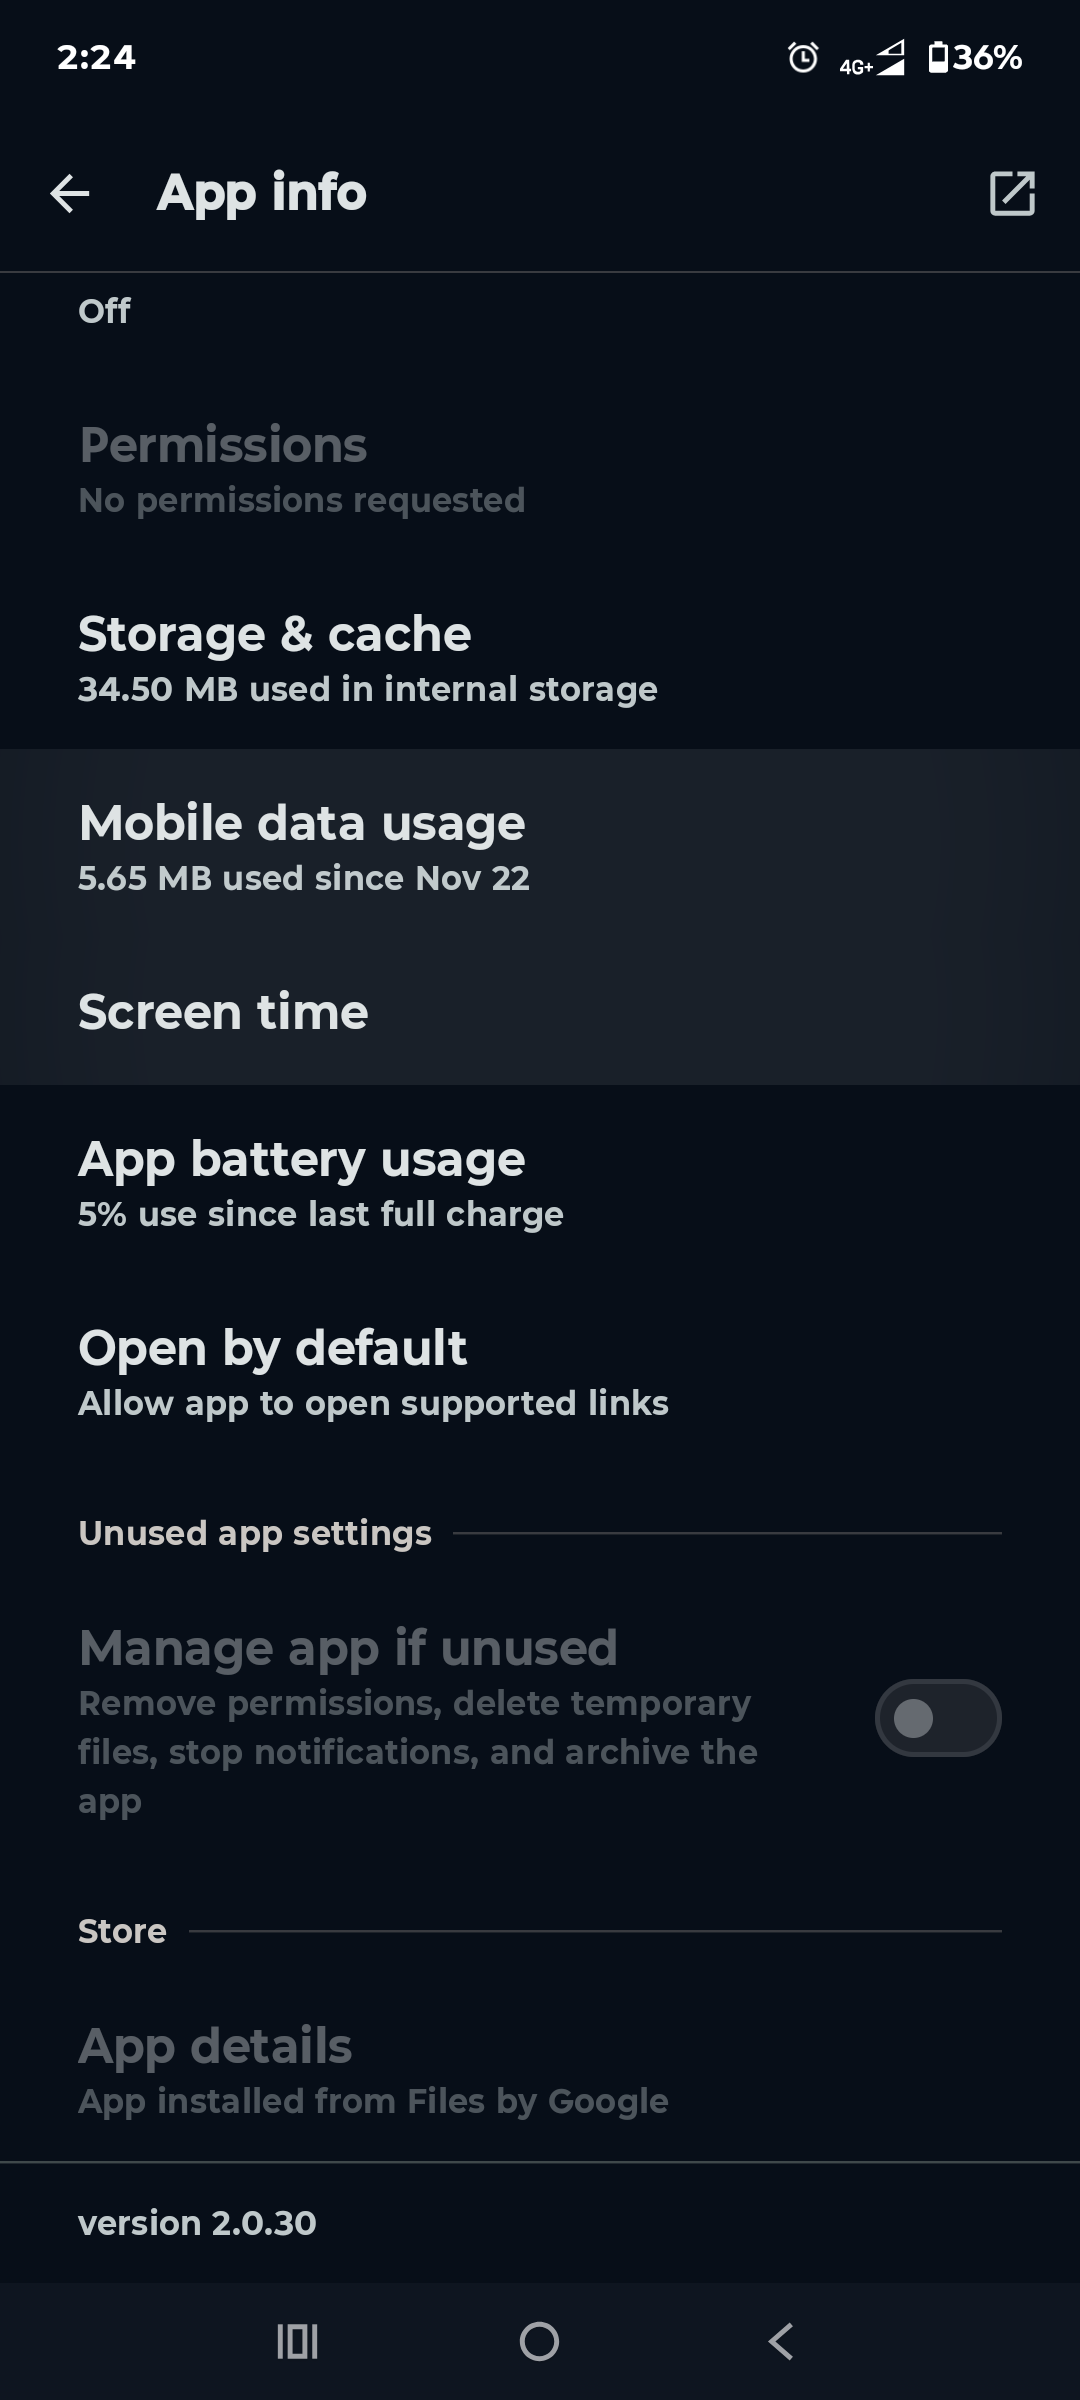 2:24
4G+
36%
App info
Off
Permissions
No permissions requested
Storage & cache
34.50 MB used in internal storage
Mobile data usage
5.65 MB used since Nov 22
Screen time
App battery usage
5% use since last full charge
Open by default
Allow app to open supported links
Unused app settings
Manage app if unused
Remove permissions, delete temporary
files, stop notifications, and archive the
app
Store
App details
App installed from Files by Google
version 2.0.30